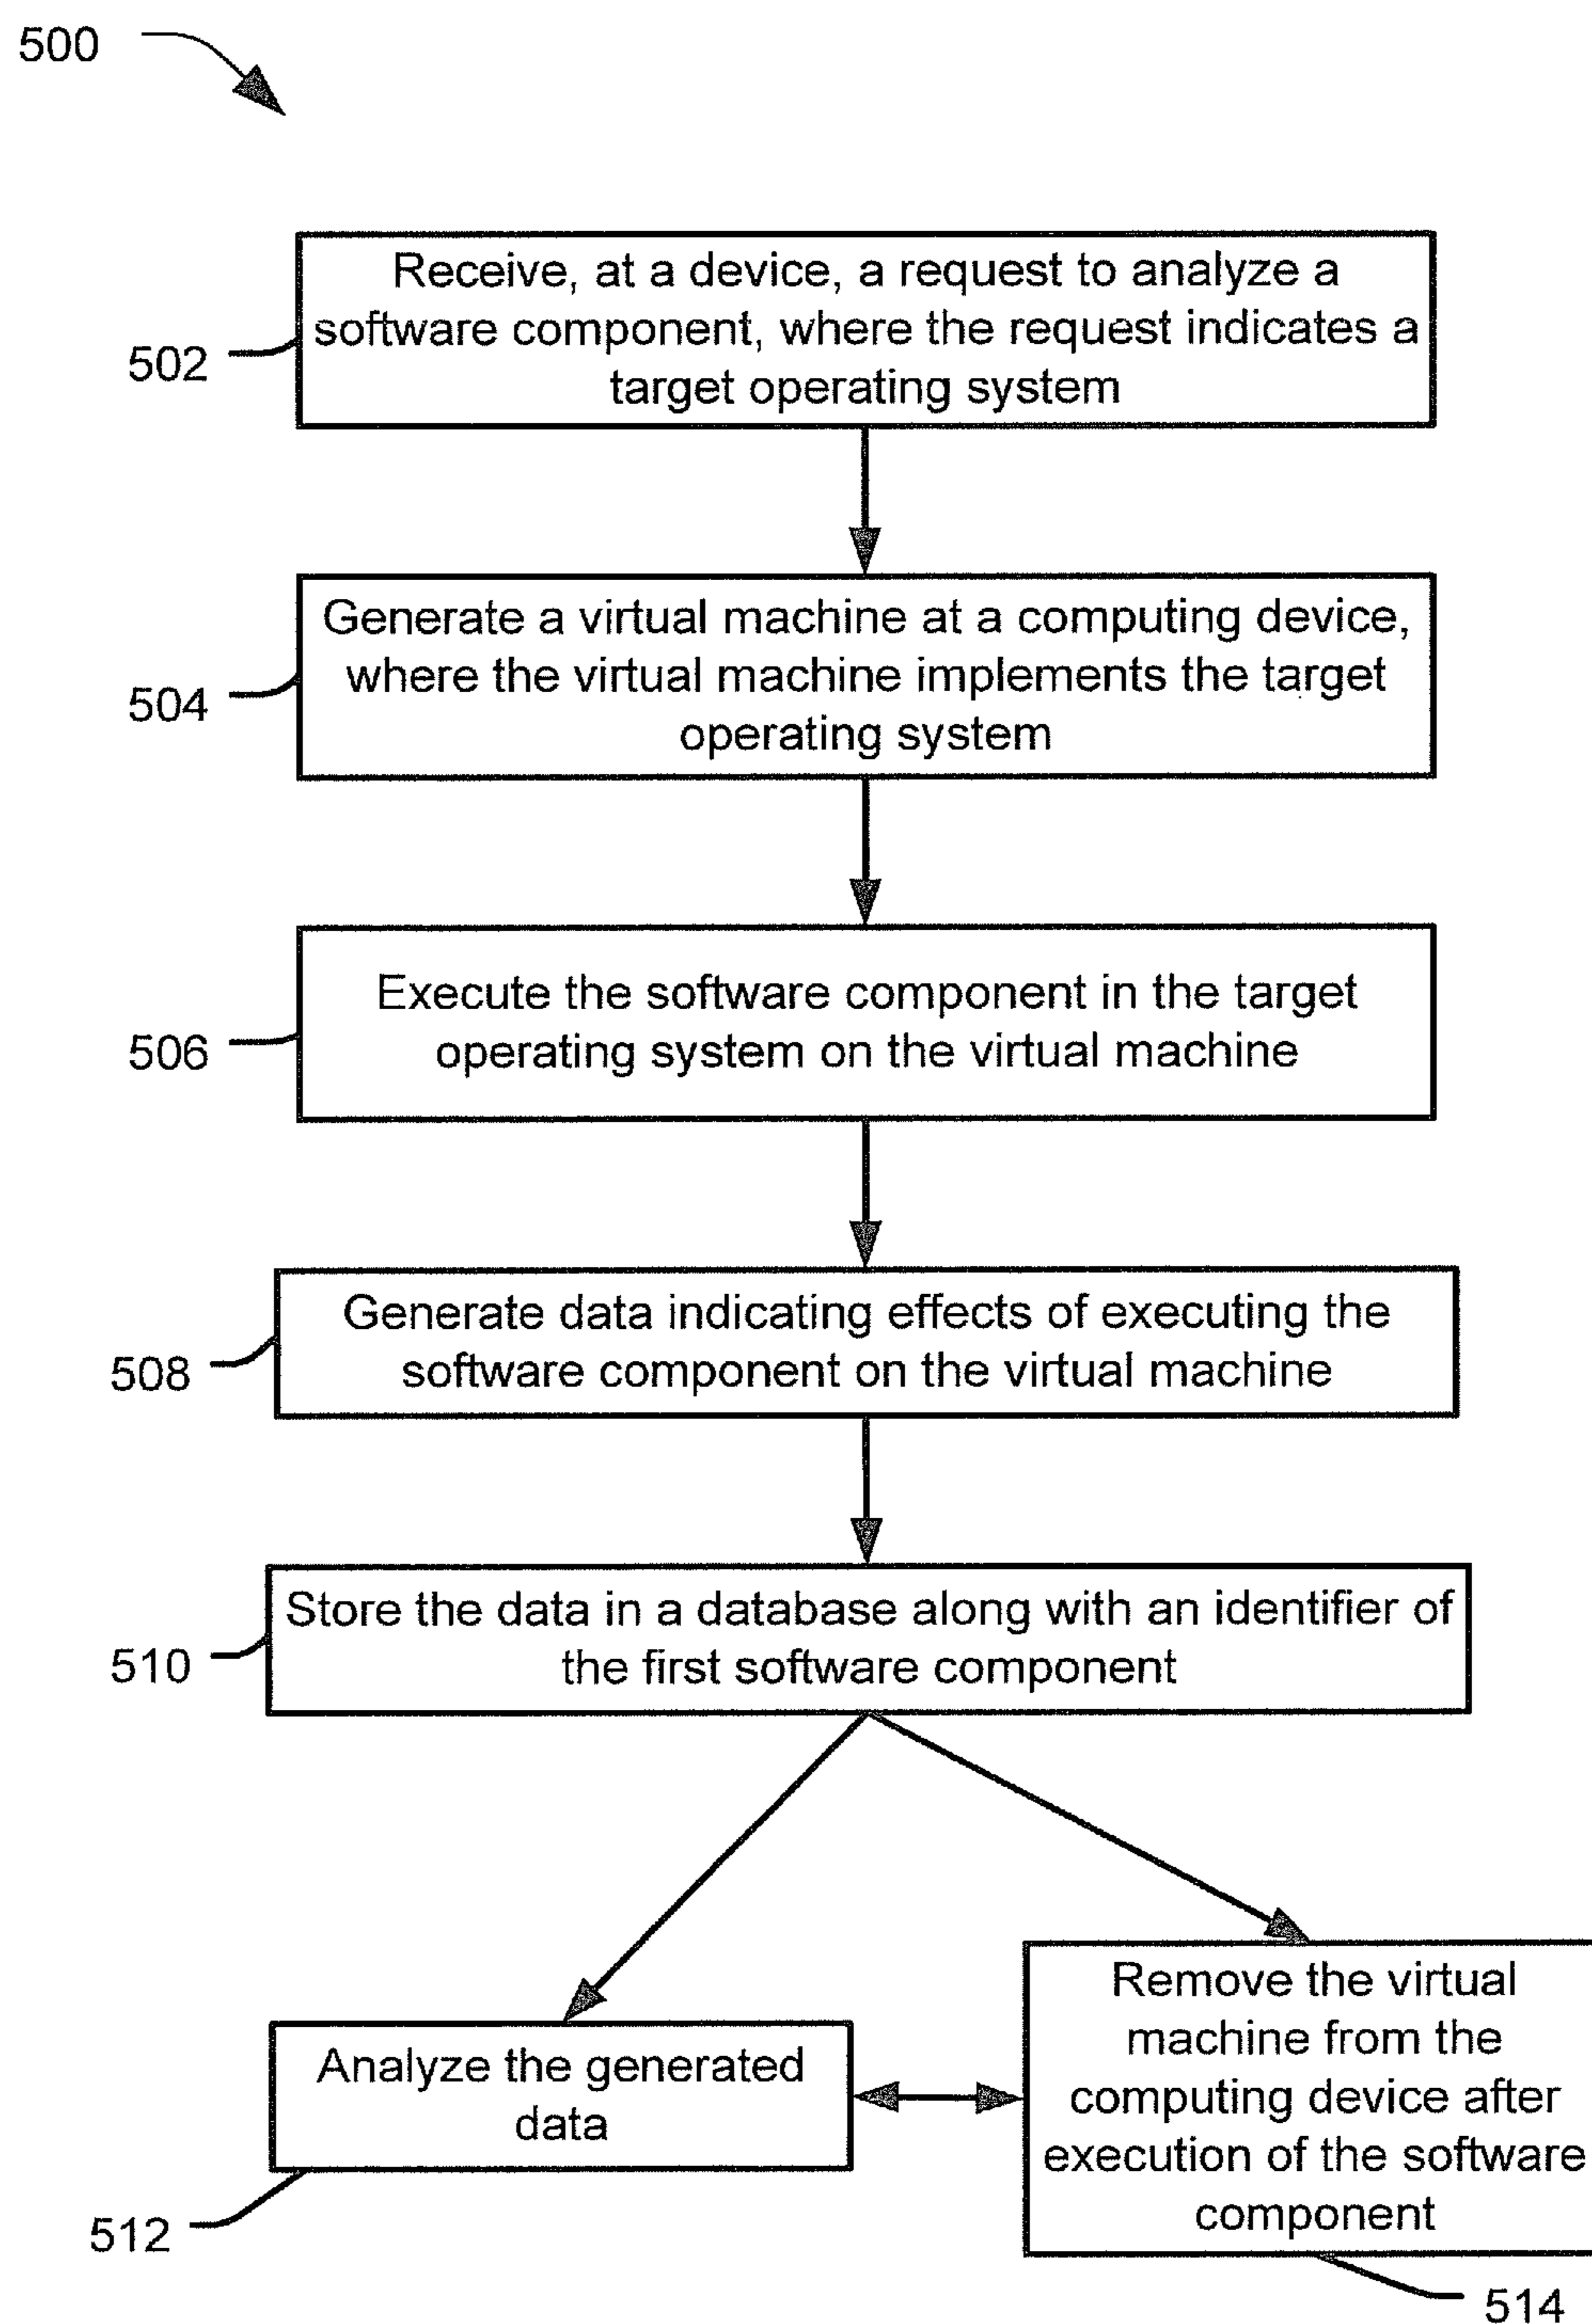 500
Receive, at a device, a request to analyze a
software component, where the request indicates a
target operating system
502
Generate a virtual machine at a computing device,
where the virtual machine implements the target
operating system
504
Execute the software component in the target
operating system on the virtual machine
506
Generate data indicating effects of executing the
software component on the virtual machine
508
Store the data in a database along with an identifier of
the first software component
510
Analyze the generated
data
512
Remove the virtual
machine from the
computing device after
execution of the software
component
514